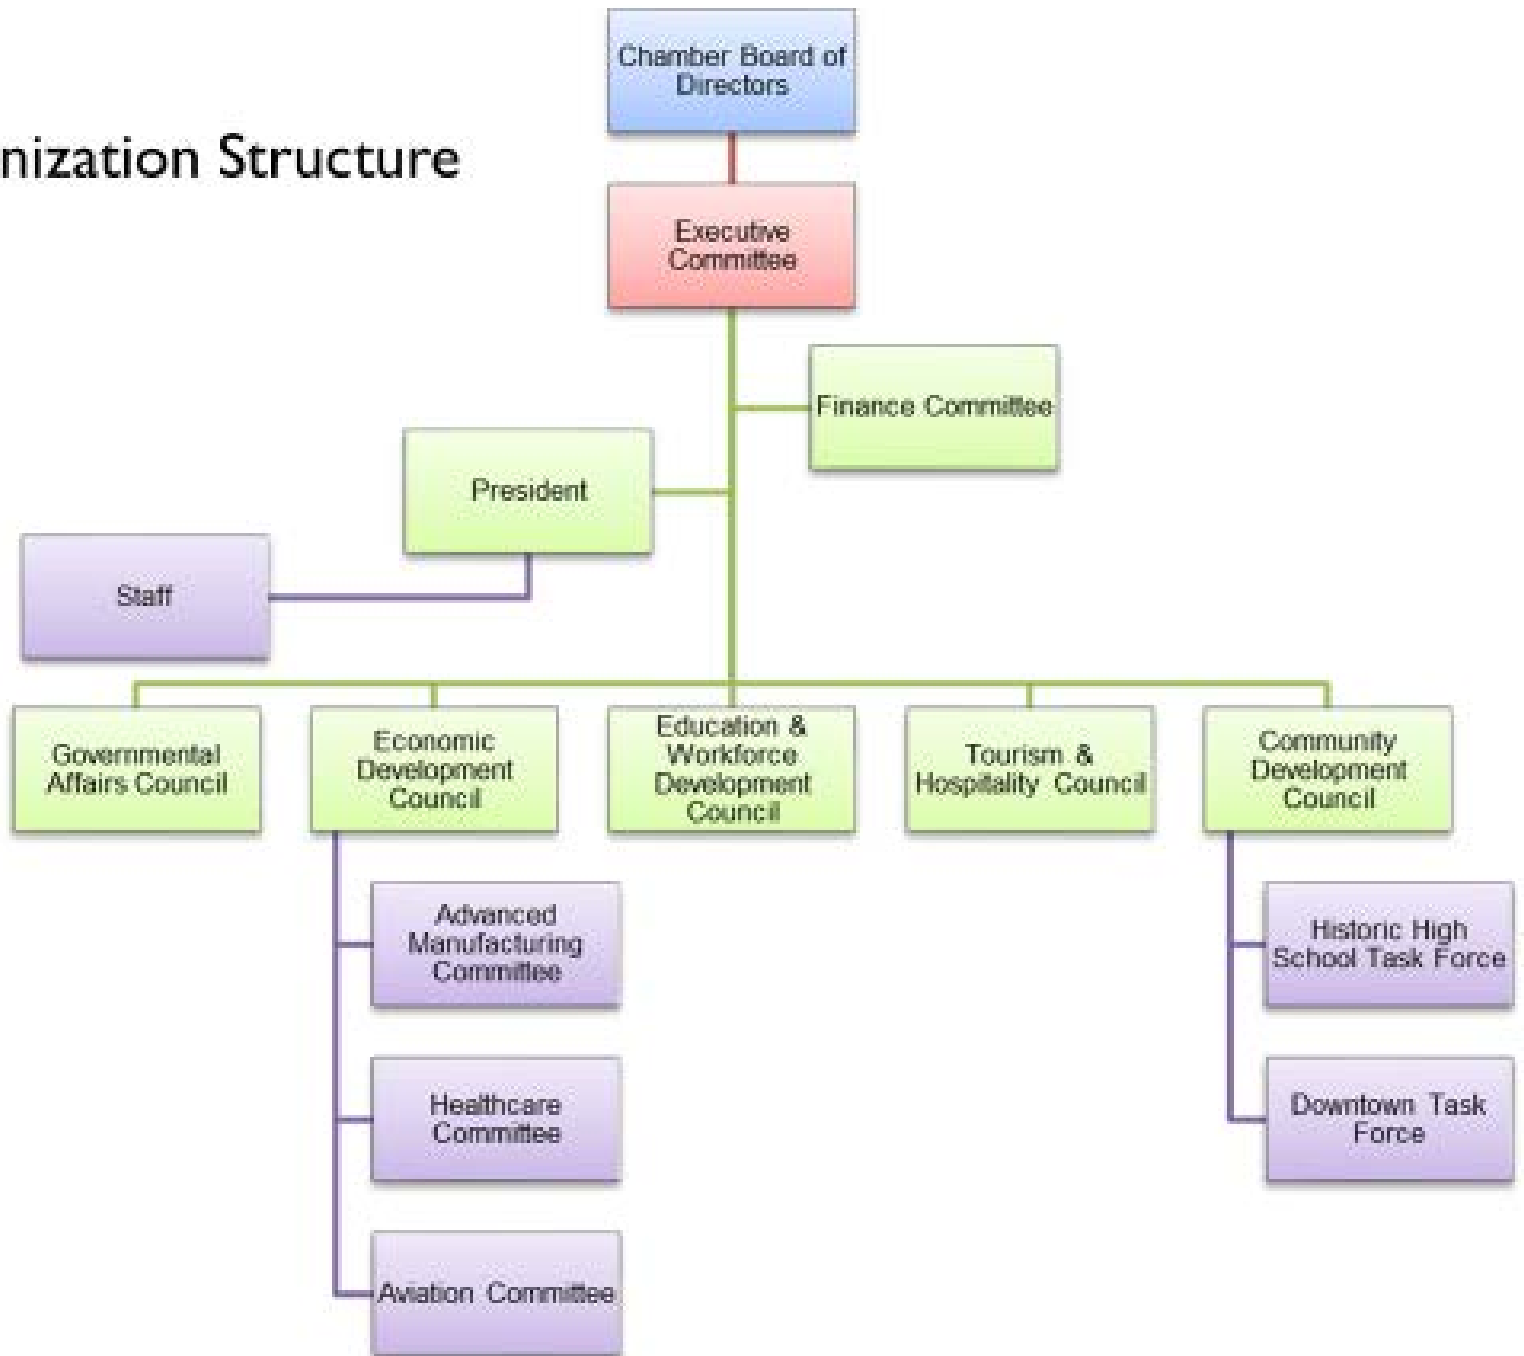 Chamber Board of
Directors
nization Structure
Executive
Committee
Finance Committee
President
Staff
Governmental
Affairs Council
Economic
Development
Council
Education &
Workforce
Development
Council
Tourism &
Hospitality Council
Community
Development
Council
Advanced
Manufacturing
Committee
Historic High
School Task Force
Healthcare
Committee
Downtown Task
Force
Aviation Committee